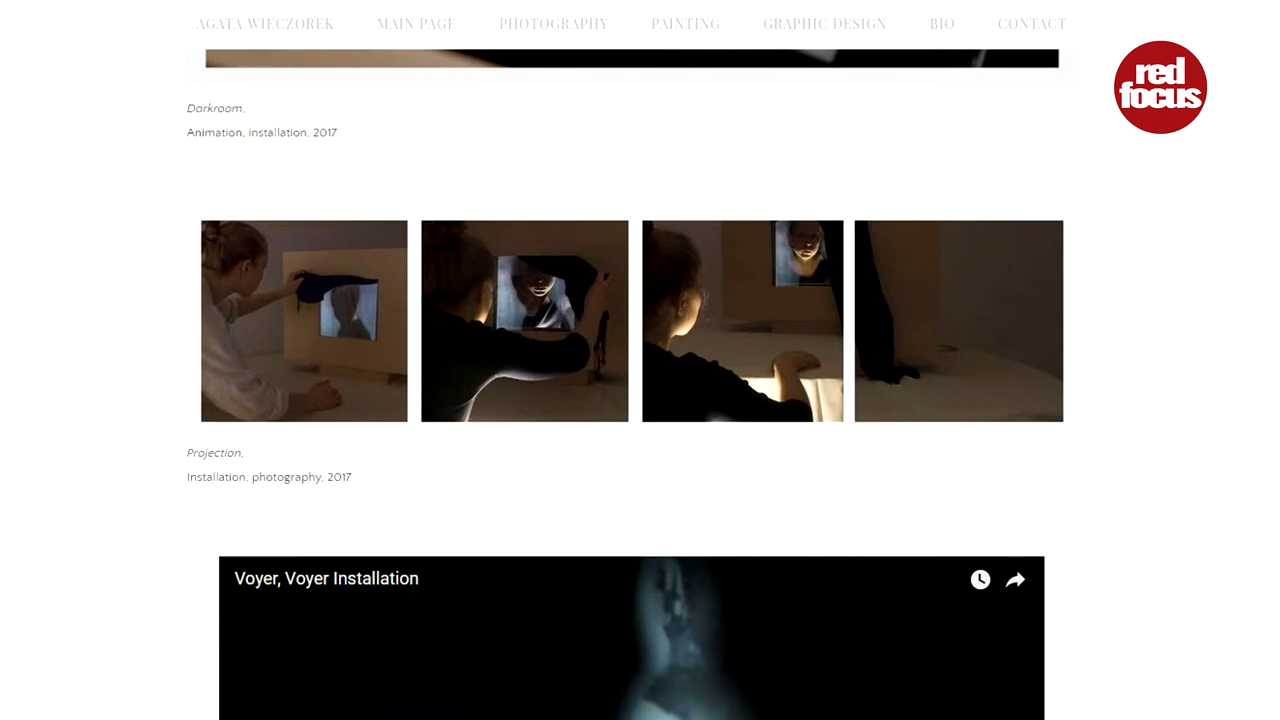 AGATA WIECZOREK MAIN PAGE PHOTOGRAPHY PAINTING GRAPHIC DESIGN BIO CONTACT
red
focus
Darkroom,
Animation, installation, 2017
Projection,
Installation, photography, 2017
Voyer, Voyer Installation